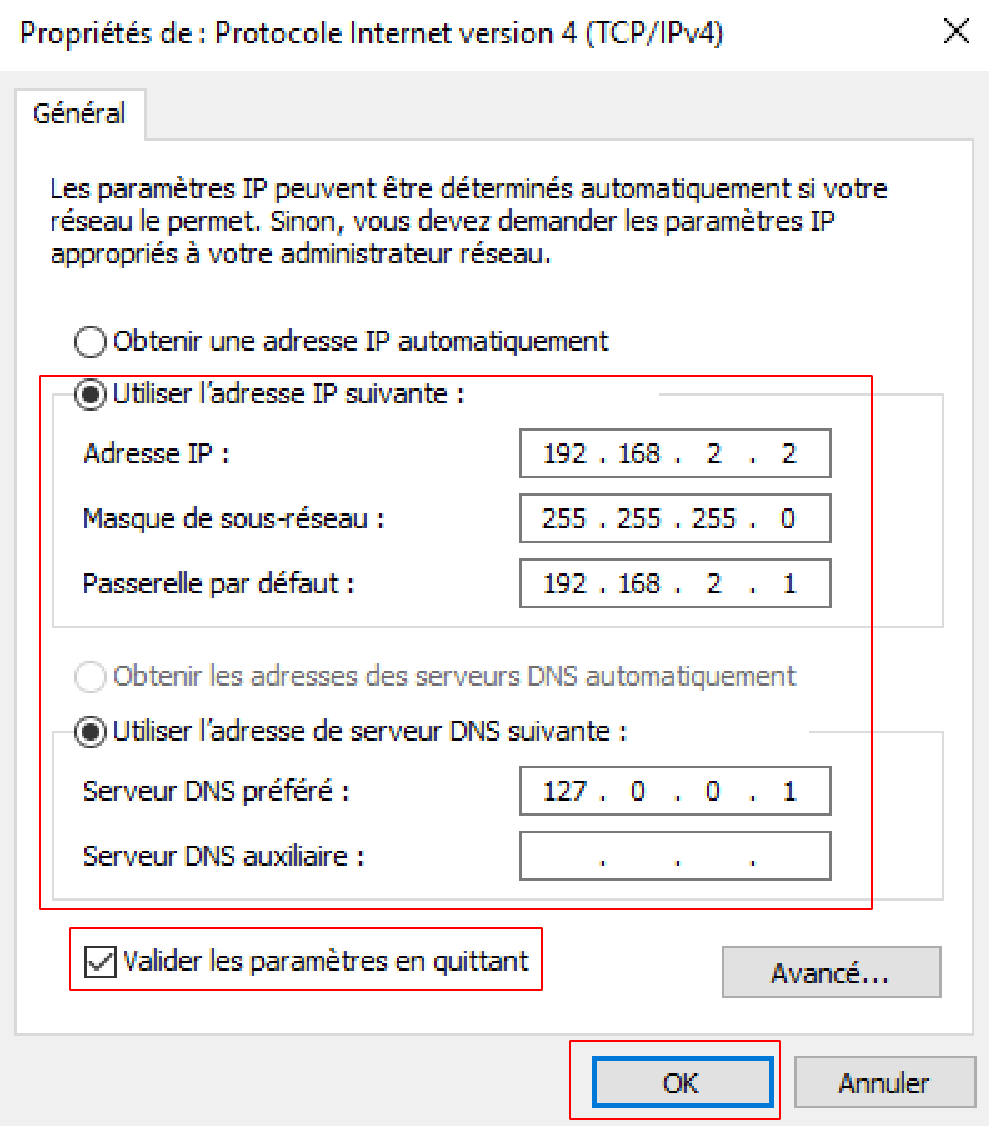 Propriétés de : Protocole Internet version 4 (TCP/IPv4)
Général
Les paramètres IP peuvent être déterminés automatiquement si votre
réseau le permet. Sinon, vous devez demander les paramètres IP
appropriés à votre administrateur réseau.
Obtenir une adresse IP automatiquement
Utiliser l'adresse IP suivante :
Adresse IP : 192 . 168 . 2 . 2
Masque de sous-réseau : 255 . 255 . 255 . 0
Passerelle par défaut : 192 . 168 . 2 . 1
Obtenir les adresses des serveurs DNS automatiquement
Utiliser l'adresse de serveur DNS suivante :
Serveur DNS préféré : 127 . 0 . 0 . 1
Serveur DNS auxiliaire : . . .
Valider les paramètres en quittant
Avancé...
OK Annuler